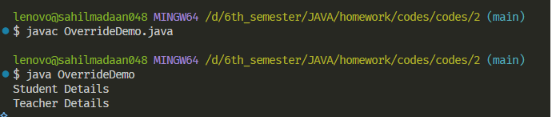 lenovo@sahilmadaan048 MINGW64 /d/6th_semester/JAVA/homework/codes/codes/2 (main)
$ javac OverrideDemo.java
lenovo@sahilmadaan048 MINGW64 /d/6th_semester/JAVA/homework/codes/codes/2 (main)
$ java OverrideDemo
Student Details
Teacher Details